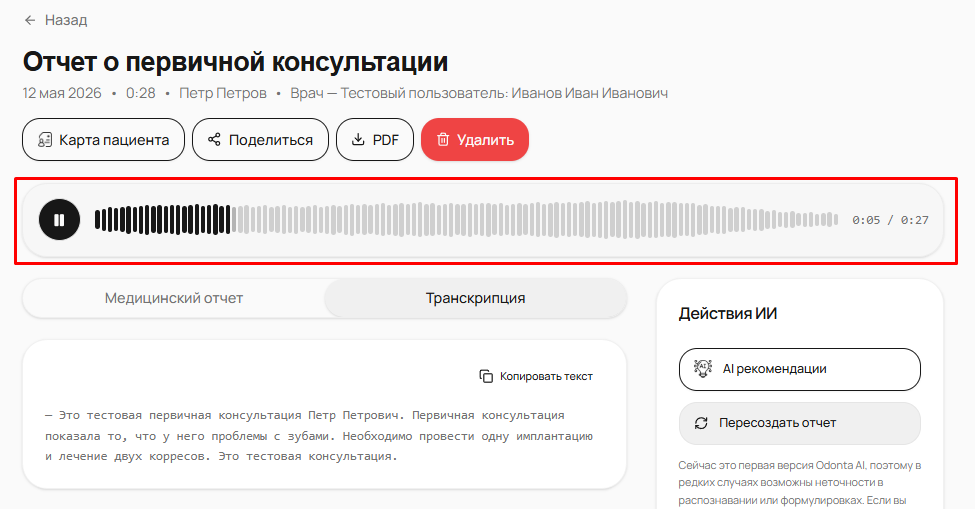 ← Назад
Отчет о первичной консультации
12 мая 2026 • 0:28 • Петр Петров • Врач — Тестовый пользователь: Иванов Иван Иванович
Карта пациента Поделиться PDF Удалить
0:05 / 0:27
Медицинский отчет Транскрипция
Копировать текст
— Это тестовая первичная консультация Петр Петрович. Первичная консультация
показала то, что у него проблемы с зубами. Необходимо провести одну имплантацию
и лечение двух корресов. Это тестовая консультация.
Действия ИИ
AI рекомендации
Пересоздать отчет
Сейчас это первая версия Odonta AI, поэтому в
редких случаях возможны неточности в
распознавании или формулировках. Если вы